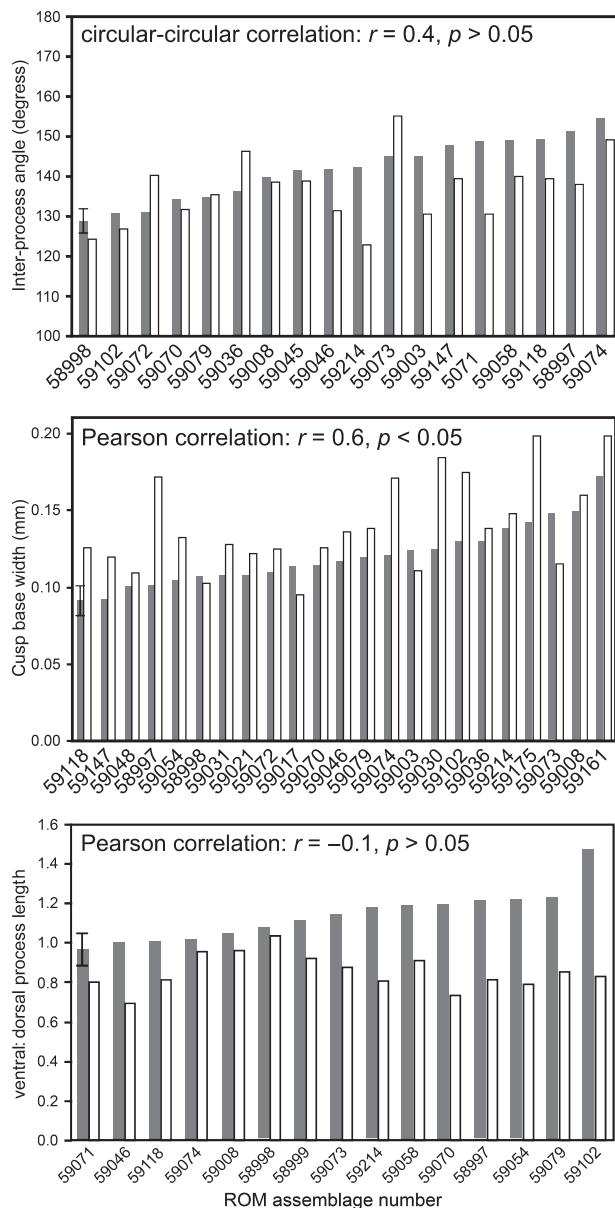 180
circular-circular correlation: r = 0.4, p > 0.05
170
160
150
140
130
120
110
100
Inter-process angle (degrees)
58998 59102 59072 59070 59079 59036 59008 59045 59046 59214 59073 59003 59147 5071 59058 59118 58997 59074
0.20
Pearson correlation: r = 0.6, p < 0.05
0.15
0.10
0.05
0.00
Cusp base width (mm)
59118 59147 59048 58997 59054 58998 59031 59021 59072 59017 59070 59046 59079 59074 59003 59030 59102 59036 59214 59175 59073 59008 59161
1.6
Pearson correlation: r = –0.1, p > 0.05
1.4
1.2
1.0
0.8
0.6
0.4
0.2
0.0
ventral: dorsal process length
59071 59046 59118 59074 59008 58998 58999 59073 59214 59058 59070 58997 59054 59079 59102
ROM assemblage number